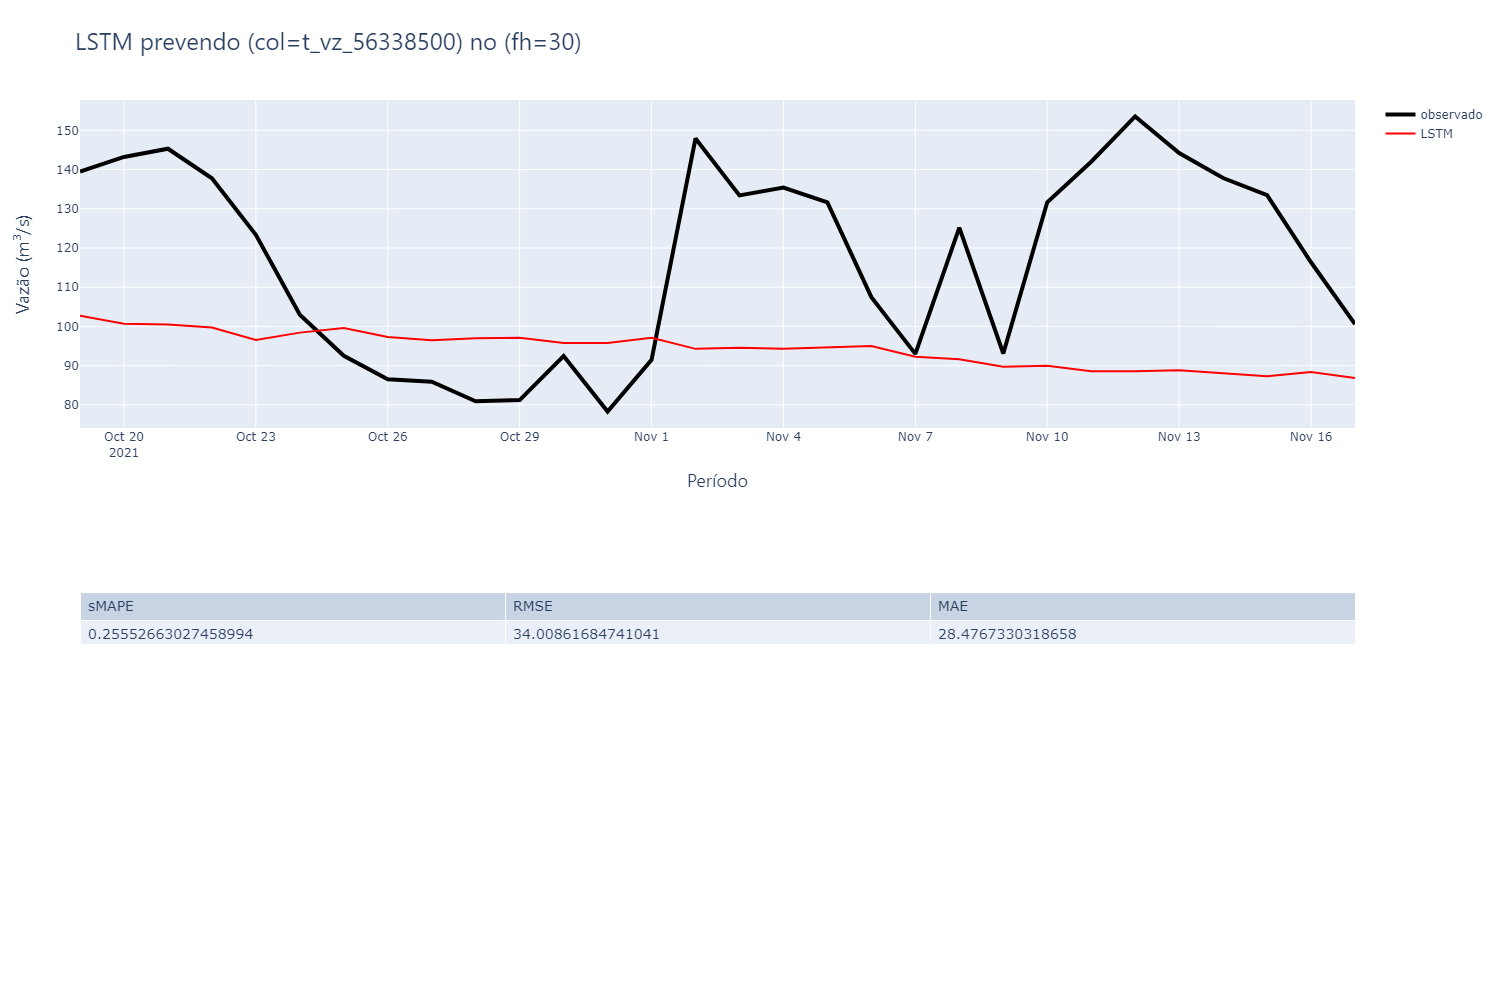 LSTM prevendo (col=t_vz_56338500) no (fh=30)
observado
LSTM
Vazão (m³/s)
150
140
130
120
110
100
90
80
Oct 20
2021
Oct 23
Oct 26
Oct 29
Nov 1
Nov 4
Nov 7
Nov 10
Nov 13
Nov 16
Período
sMAPE RMSE MAE
0.25552663027458994 34.00861684741041 28.4767330318658